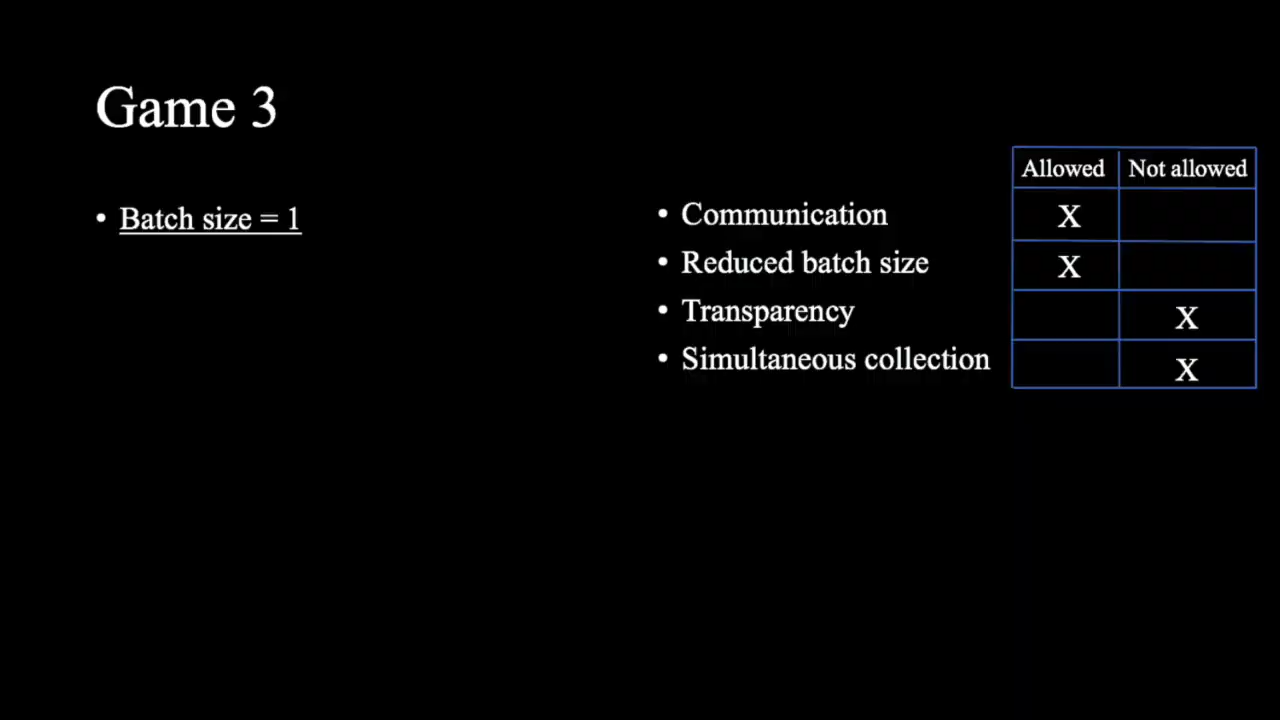 Game 3
• Batch size = 1
Allowed Not allowed
• Communication X
• Reduced batch size X
• Transparency X
• Simultaneous collection X